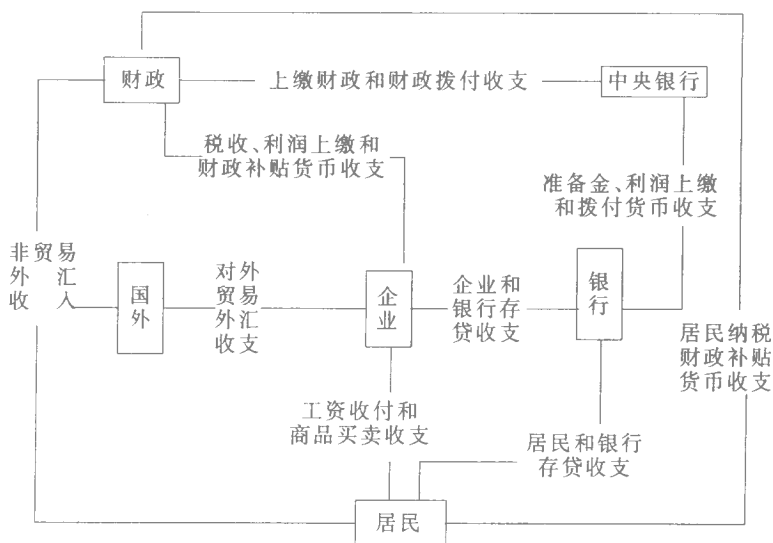 财政
上缴财政和财政拨付收支
中央银行
税收、利润上缴和
财政补贴货币收支
准备金、利润上缴
和拨付货币收支
非贸易
外汇
收入
国外
对外
贸易
外汇
收支
企业
企业和
银行存
贷收支
银行
居民纳税
财政补贴
货币收支
工资收付和
商品买卖收支
居民和银行
存贷收支
居民